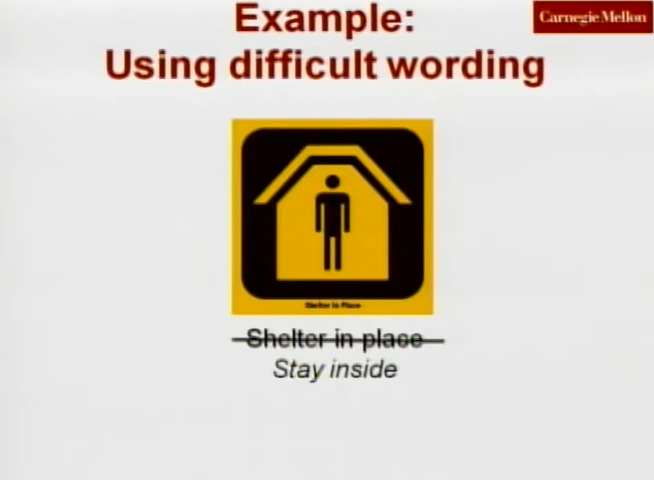 Example:
Carnegie Mellon
Using difficult wording
Shelter in Place
Shelter in place
Stay inside